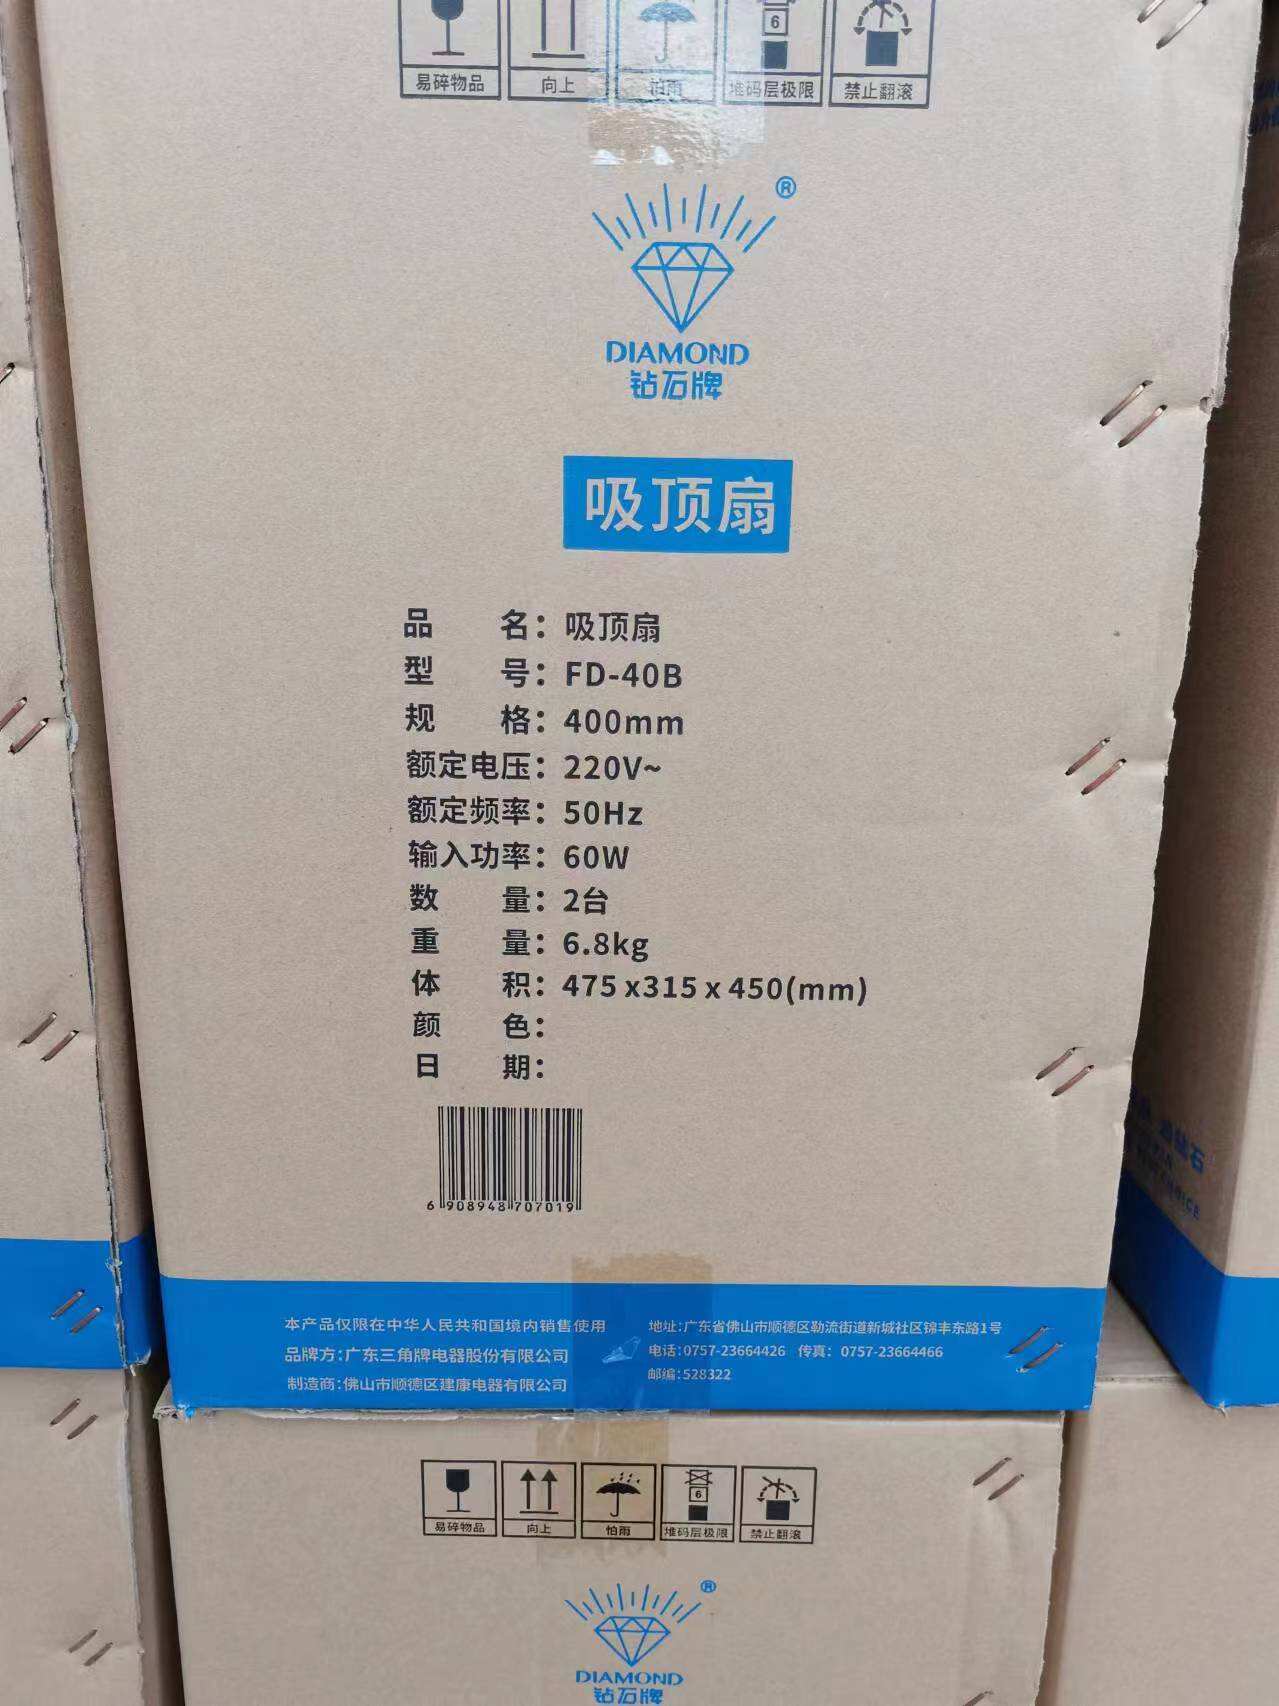 易碎物品 向上 怕雨 堆码层极限 禁止翻滚
6
®
DIAMOND
钻石牌
吸顶扇
品名：吸顶扇
型号：FD-40B
规格：400mm
额定电压：220V~
额定频率：50Hz
输入功率：60W
数量：2台
重量：6.8kg
体积：475x315x450(mm)
颜色：
日期：
6 908948 707019
本产品仅限在中华人民共和国境内销售使用
品牌方：广东三角牌电器股份有限公司
制造商：佛山市顺德区建康电器有限公司
地址：广东省佛山市顺德区勒流街道新城社区锦丰东路1号
电话：0757-23664426 传真：0757-23664466
邮编：528322
6
易碎物品 向上 怕雨 堆码层极限 禁止翻滚
®
DIAMOND
钻石牌